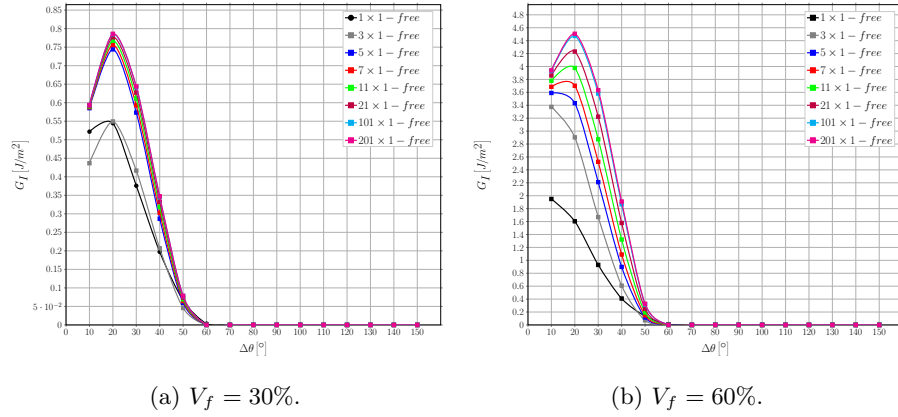 0.85
0.8
0.75
0.7
0.65
0.6
0.55
0.5
0.45
0.4
0.35
0.3
0.25
0.2
0.15
0.1
5 · 10⁻²
0
G_I [J/m²]
0 10 20 30 40 50 60 70 80 90 100 110 120 130 140 150
Δθ [°]
1 × 1 − free
3 × 1 − free
5 × 1 − free
7 × 1 − free
11 × 1 − free
21 × 1 − free
101 × 1 − free
201 × 1 − free
(a) V_f = 30%.
4.8
4.6
4.4
4.2
4
3.8
3.6
3.4
3.2
3
2.8
2.6
2.4
2.2
2
1.8
1.6
1.4
1.2
1
0.8
0.6
0.4
0.2
0
G_I [J/m²]
0 10 20 30 40 50 60 70 80 90 100 110 120 130 140 150
Δθ [°]
1 × 1 − free
3 × 1 − free
5 × 1 − free
7 × 1 − free
11 × 1 − free
21 × 1 − free
101 × 1 − free
201 × 1 − free
(b) V_f = 60%.